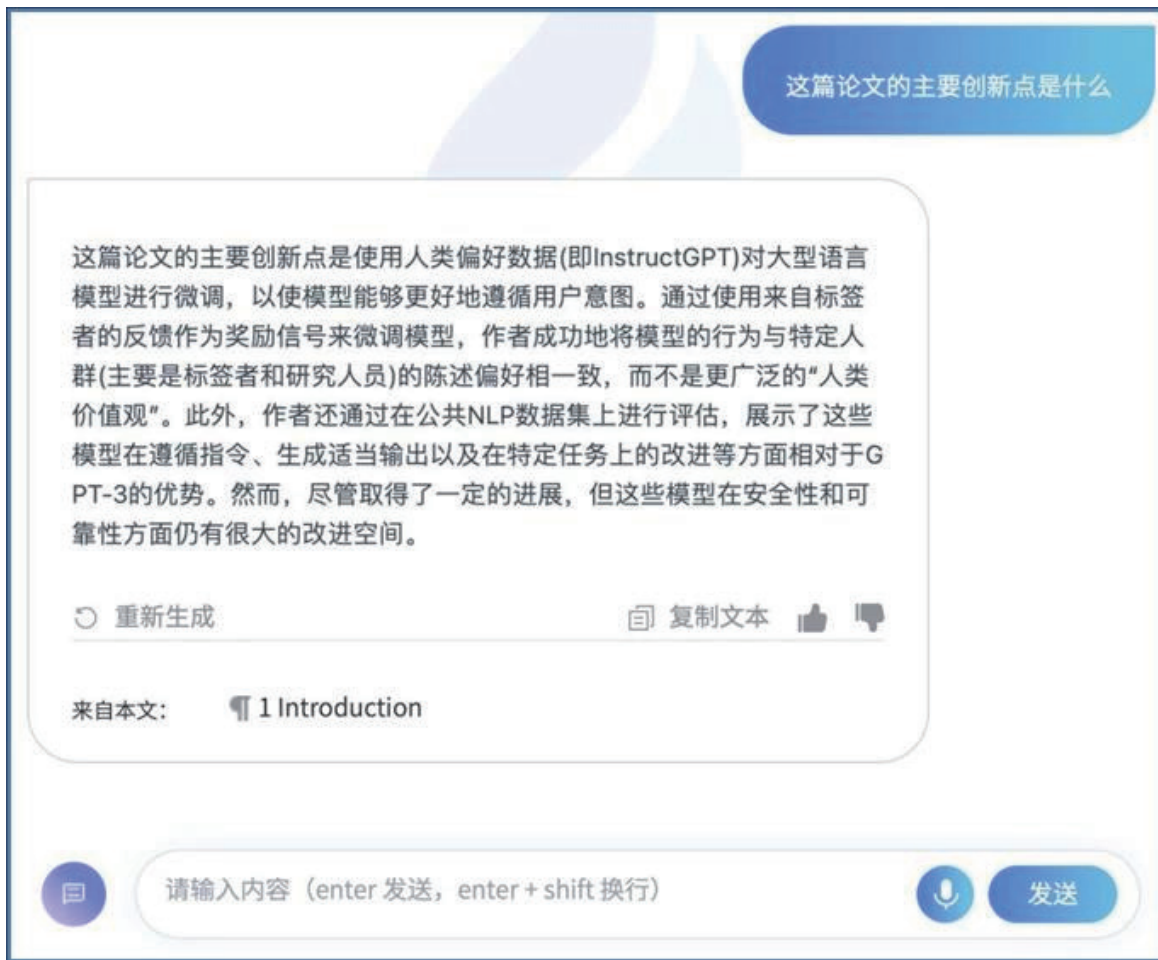 这篇论文的主要创新点是什么
这篇论文的主要创新点是使用人类偏好数据(即InstructGPT)对大型语言
模型进行微调，以使模型能够更好地遵循用户意图。通过使用来自标签
者的反馈作为奖励信号来微调模型，作者成功地将模型的行为与特定人
群(主要是标签者和研究人员)的陈述偏好相一致，而不是更广泛的“人类
价值观”。此外，作者还通过在公共NLP数据集上进行评估，展示了这些
模型在遵循指令、生成适当输出以及在特定任务上的改进等方面相对于G
PT-3的优势。然而，尽管取得了一定的进展，但这些模型在安全性和可
靠性方面仍有很大的改进空间。
重新生成 复制文本
来自本文： ¶ 1 Introduction
请输入内容（enter 发送，enter + shift 换行） 发送